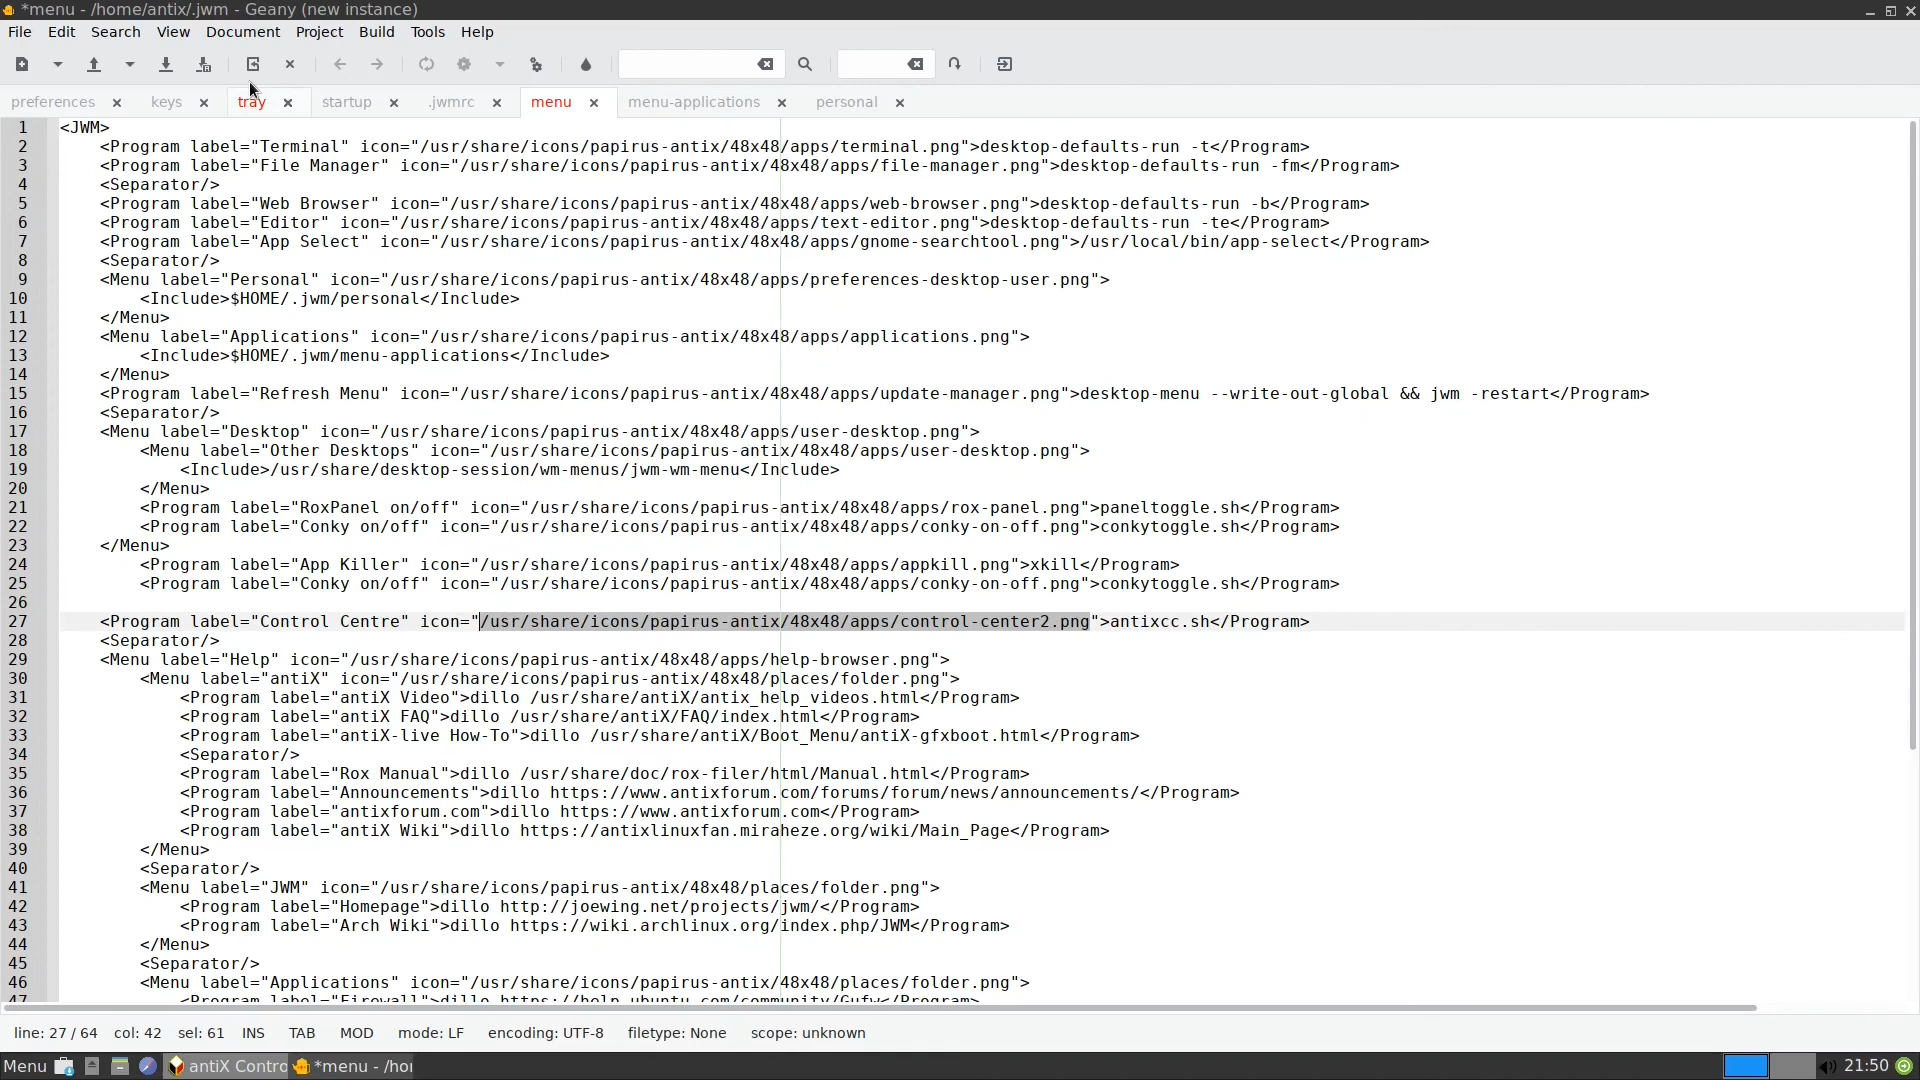 *menu - /home/antix/.jwm - Geany (new instance)
File Edit Search View Document Project Build Tools Help
preferences keys tray startup .jwmrc menu menu-applications personal
1 <JWM>
2 <Program label="Terminal" icon="/usr/share/icons/papirus-antix/48x48/apps/terminal.png">desktop-defaults-run -t</Program>
3 <Program label="File Manager" icon="/usr/share/icons/papirus-antix/48x48/apps/file-manager.png">desktop-defaults-run -fm</Program>
4 <Separator/>
5 <Program label="Web Browser" icon="/usr/share/icons/papirus-antix/48x48/apps/web-browser.png">desktop-defaults-run -b</Program>
6 <Program label="Editor" icon="/usr/share/icons/papirus-antix/48x48/apps/text-editor.png">desktop-defaults-run -te</Program>
7 <Program label="App Select" icon="/usr/share/icons/papirus-antix/48x48/apps/gnome-searchtool.png">/usr/local/bin/app-select</Program>
8 <Separator/>
9 <Menu label="Personal" icon="/usr/share/icons/papirus-antix/48x48/apps/preferences-desktop-user.png">
10 <Include>$HOME/.jwm/personal</Include>
11 </Menu>
12 <Menu label="Applications" icon="/usr/share/icons/papirus-antix/48x48/apps/applications.png">
13 <Include>$HOME/.jwm/menu-applications</Include>
14 </Menu>
15 <Program label="Refresh Menu" icon="/usr/share/icons/papirus-antix/48x48/apps/update-manager.png">desktop-menu --write-out-global && jwm -restart</Program>
16 <Separator/>
17 <Menu label="Desktop" icon="/usr/share/icons/papirus-antix/48x48/apps/user-desktop.png">
18 <Menu label="Other Desktops" icon="/usr/share/icons/papirus-antix/48x48/apps/user-desktop.png">
19 <Include>/usr/share/desktop-session/wm-menus/jwm-wm-menu</Include>
20 </Menu>
21 <Program label="RoxPanel on/off" icon="/usr/share/icons/papirus-antix/48x48/apps/rox-panel.png">paneltoggle.sh</Program>
22 <Program label="Conky on/off" icon="/usr/share/icons/papirus-antix/48x48/apps/conky-on-off.png">conkytoggle.sh</Program>
23 </Menu>
24 <Program label="App Killer" icon="/usr/share/icons/papirus-antix/48x48/apps/appkill.png">xkill</Program>
25 <Program label="Conky on/off" icon="/usr/share/icons/papirus-antix/48x48/apps/conky-on-off.png">conkytoggle.sh</Program>
26
27 <Program label="Control Centre" icon="/usr/share/icons/papirus-antix/48x48/apps/control-center2.png">antixcc.sh</Program>
28 <Separator/>
29 <Menu label="Help" icon="/usr/share/icons/papirus-antix/48x48/apps/help-browser.png">
30 <Menu label="antiX" icon="/usr/share/icons/papirus-antix/48x48/places/folder.png">
31 <Program label="antiX Video">dillo /usr/share/antiX/antix_help_videos.html</Program>
32 <Program label="antiX FAQ">dillo /usr/share/antiX/FAQ/index.html</Program>
33 <Program label="antiX-live How-To">dillo /usr/share/antiX/Boot_Menu/antiX-gfxboot.html</Program>
34 <Separator/>
35 <Program label="Rox Manual">dillo /usr/share/doc/rox-filer/html/Manual.html</Program>
36 <Program label="Announcements">dillo https://www.antixforum.com/forums/forum/news/announcements/</Program>
37 <Program label="antixforum.com">dillo https://www.antixforum.com</Program>
38 <Program label="antiX Wiki">dillo https://antixlinuxfan.miraheze.org/wiki/Main_Page</Program>
39 </Menu>
40 <Separator/>
41 <Menu label="JWM" icon="/usr/share/icons/papirus-antix/48x48/places/folder.png">
42 <Program label="Homepage">dillo http://joewing.net/projects/jwm/</Program>
43 <Program label="Arch Wiki">dillo https://wiki.archlinux.org/index.php/JWM</Program>
44 </Menu>
45 <Separator/>
46 <Menu label="Applications" icon="/usr/share/icons/papirus-antix/48x48/places/folder.png">
47 <Program label="Firewall">dillo https://help.ubuntu.com/community/Gufw</Program>
line: 27 / 64 col: 42 sel: 61 INS TAB MOD mode: LF encoding: UTF-8 filetype: None scope: unknown
Menu antiX Contro *menu - /hor 21:50